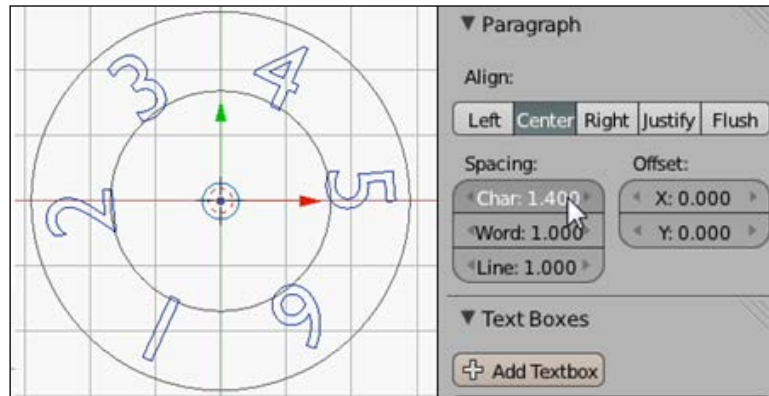 3 4
2 5
1 6
Paragraph
Align:
Left Center Right Justify Flush
Spacing: Offset:
Char: 1.400 X: 0.000
Word: 1.000 Y: 0.000
Line: 1.000
Text Boxes
Add Textbox